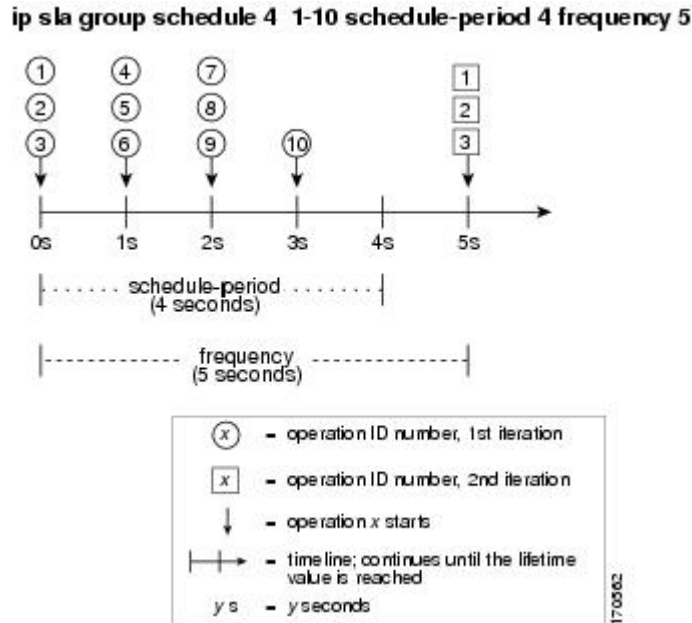 ip sla group schedule 4 1-10 schedule-period 4 frequency 5
1 4 7 1
2 5 8 2
3 6 9 10 3
0s 1s 2s 3s 4s 5s
schedule-period
(4 seconds)
frequency
(5 seconds)
x = operation ID number, 1st iteration
x = operation ID number, 2nd iteration
= operation x starts
= timeline; continues until the lifetime
value is reached
y s = y seconds
170562